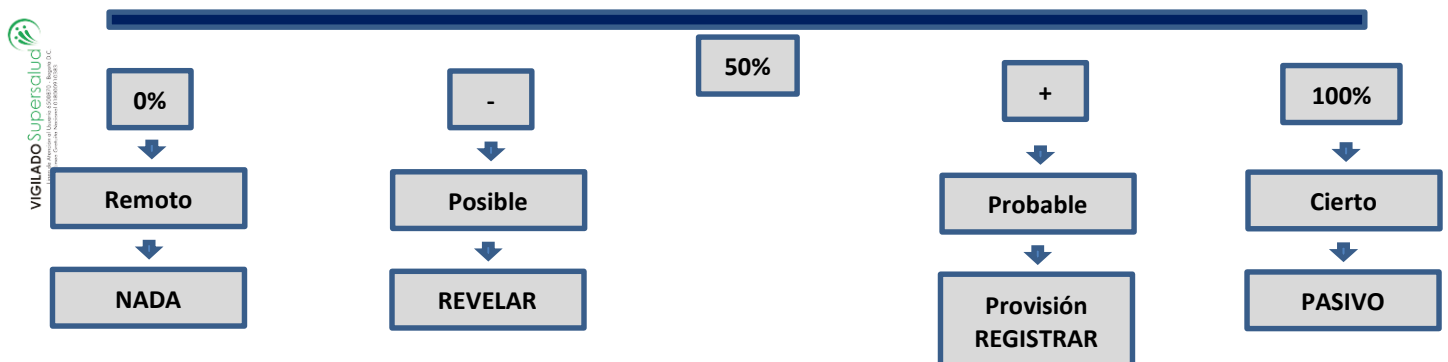 VIGILADO Supersalud
50%
0%
-
+
100%
Remoto
Posible
Probable
Cierto
NADA
REVELAR
Provisión
REGISTRAR
PASIVO